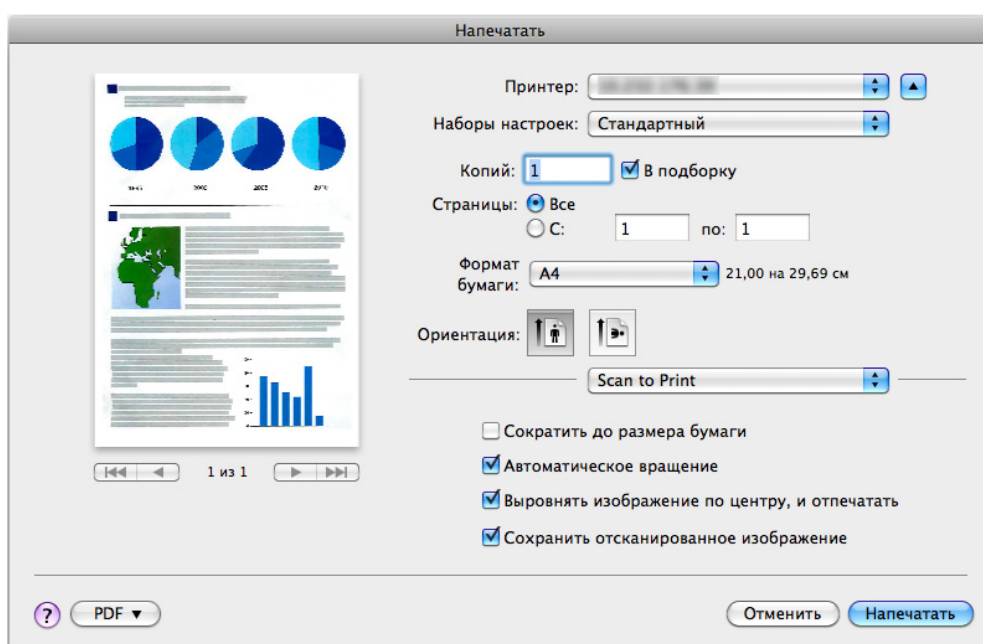 Напечатать
Принтер:
Наборы настроек: Стандартный
Копий: 1 В подборку
Страницы: Все
С: 1 по: 1
Формат бумаги: A4 21,00 на 29,69 см
Ориентация:
Scan to Print
Сократить до размера бумаги
Автоматическое вращение
Выровнять изображение по центру, и отпечатать
Сохранить отсканированное изображение
1 из 1
? PDF
Отменить Напечатать